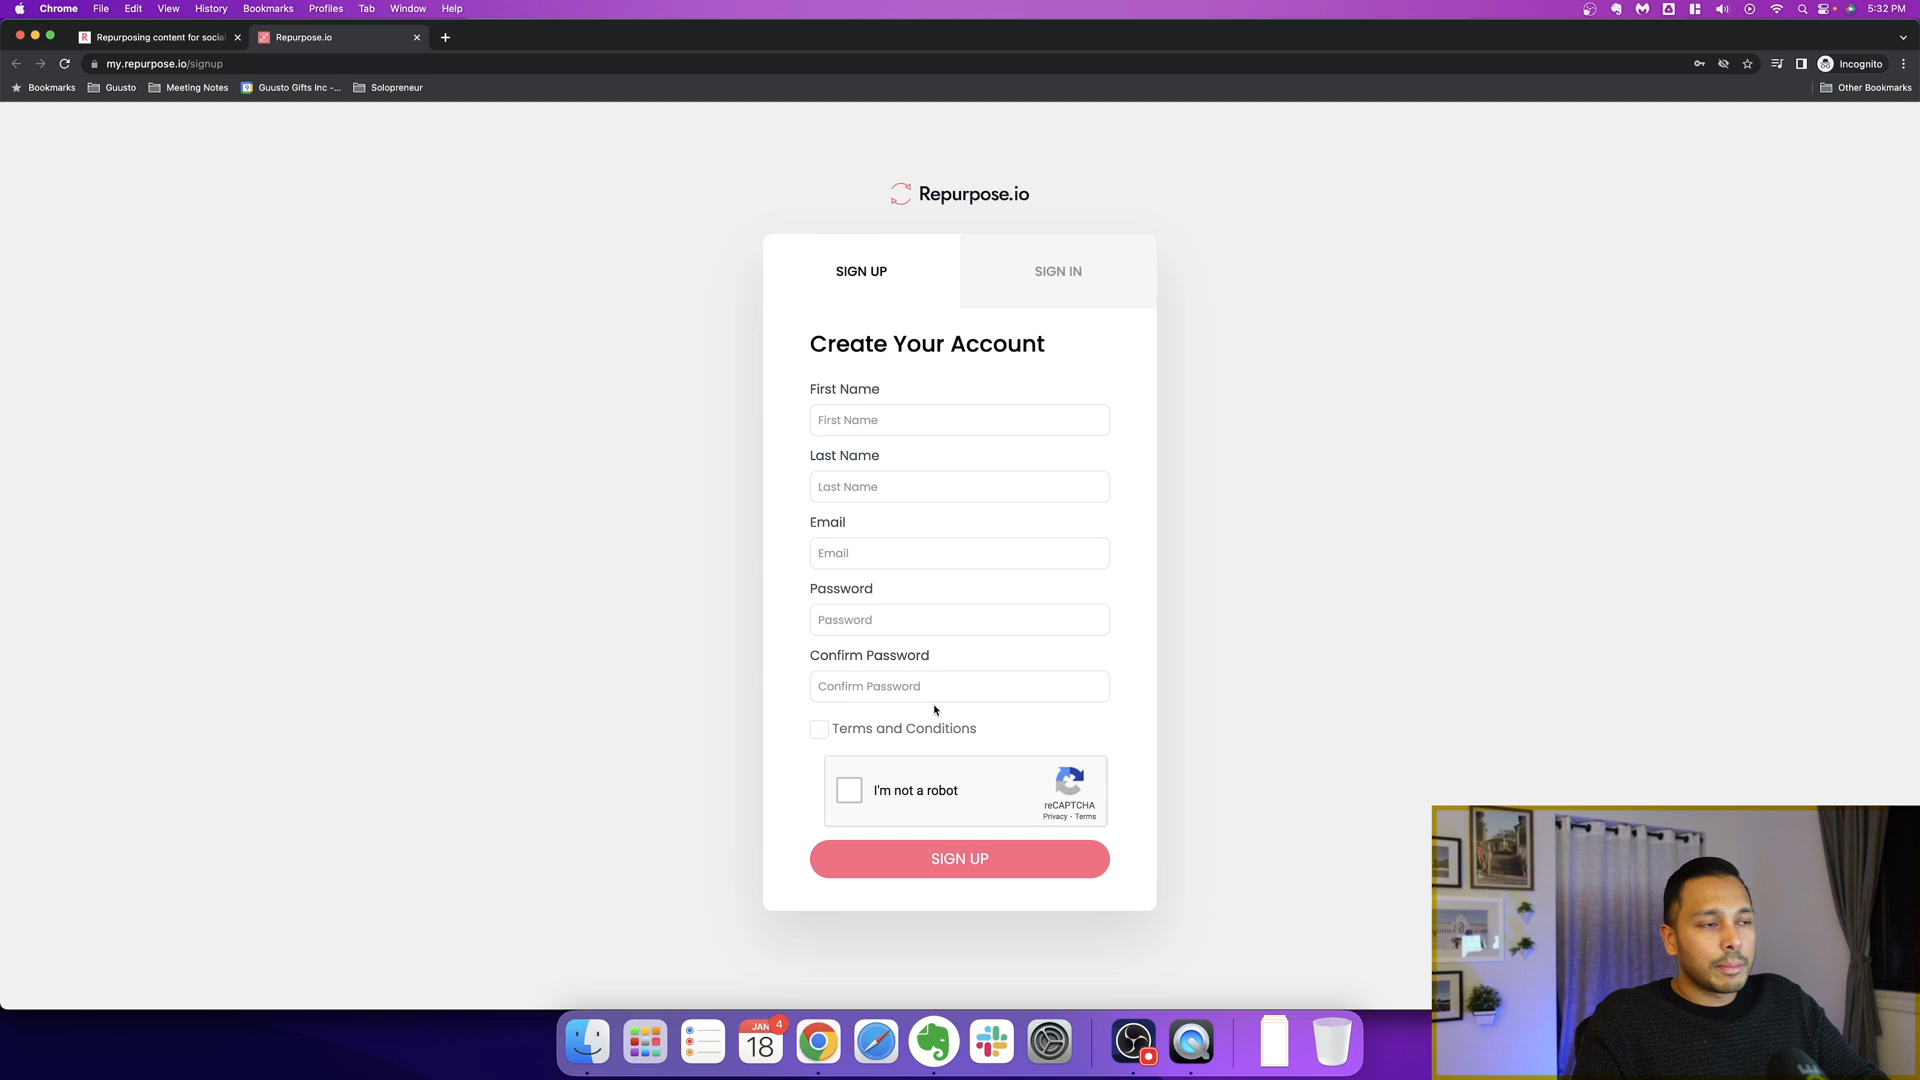 Chrome File Edit View History Bookmarks Profiles Tab Window Help 5:32 PM
Repurposing content for social
Repurpose.io
my.repurpose.io/signup
Incognito
Bookmarks Guusto Meeting Notes Guusto Gifts Inc -... Solopreneur Other Bookmarks
Repurpose.io
SIGN UP SIGN IN
Create Your Account
First Name
First Name
Last Name
Last Name
Email
Email
Password
Password
Confirm Password
Confirm Password
Terms and Conditions
I'm not a robot
reCAPTCHA
Privacy - Terms
SIGN UP
JAN 4
18